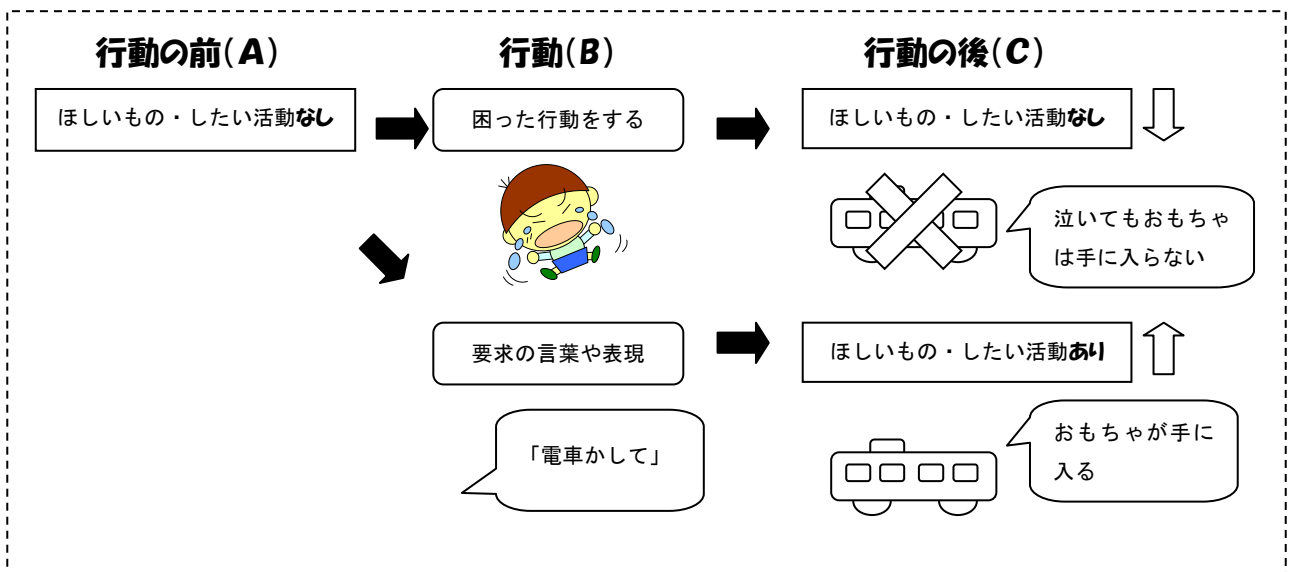 行動の前(A)
行動(B)
行動の後(C)
ほしいもの・したい活動なし
困った行動をする
ほしいもの・したい活動なし
泣いてもおもちゃ
は手に入らない
要求の言葉や表現
ほしいもの・したい活動あり
「電車かして」
おもちゃが手に
入る